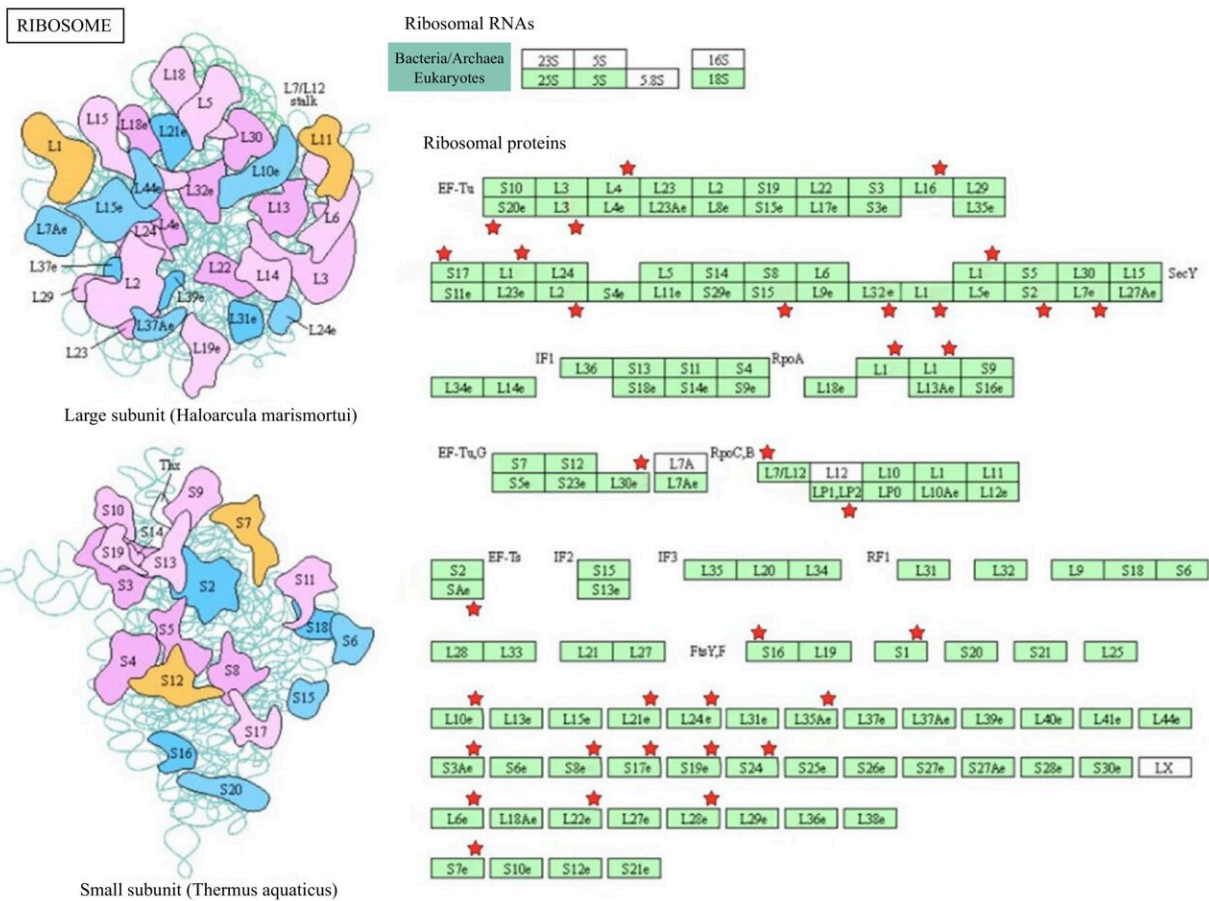 RIBOSOME
Ribosomal RNAs
Bacteria/Archaea 23S 5S 16S
Eukaryotes 25S 5S 5.8S 18S
L18 L5 L7/L12 stalk
L15 L18e L21e L30 L11
L1 L44e L32e L10e
L15e L13 L6
L7Ae L24 L4e
L37e L22 L14 L3
L29 L2 L39e
L37Ae L31e L24e
L23 L19e
Large subunit (Haloarcula marismortui)
Ribosomal proteins
EF-Tu S10 L3 L4 L23 L2 S19 L22 S3 L16 L29
S20e L3 L4e L23Ae L8e S15e L17e S3e L35e
S17 L1 L24 L5 S14 S8 L6 L1 S5 L30 L15 SecY
S11e L23e L2 S4e L11e S29e S15 L9e L32e L1 L5e S2 L7e L27Ae
IF1 L36 S13 S11 S4 RpoA L1 L1 S9
L34e L14e S18e S14e S9e L18e L13Ae S16e
EF-Tu,G S7 S12 L7A RpoC,B L7/L12 L12 L10 L1 L11
S5e S23e L30e L7Ae LP1,LP2 LP0 L10Ae L12e
S2 EF-Ts IF2 S15 IF3 L35 L20 L34 RF1 L31 L32 L9 S18 S6
SAe S13e
L28 L33 L21 L27 FtsY,F S16 L19 S1 S20 S21 L25
L10e L13e L15e L21e L24e L31e L35Ae L37e L37Ae L39e L40e L41e L44e
S3Ae S6e S8e S17e S19e S24 S25e S26e S27e S27Ae S28e S30e LX
L6e L18Ae L22e L27e L28e L29e L36e L38e
S7e S10e S12e S21e
Thx
S9
S10 S7
S14
S19 S13
S3 S2 S11
S5 S18 S6
S4 S8
S12 S15
S17
S16
S20
Small subunit (Thermus aquaticus)